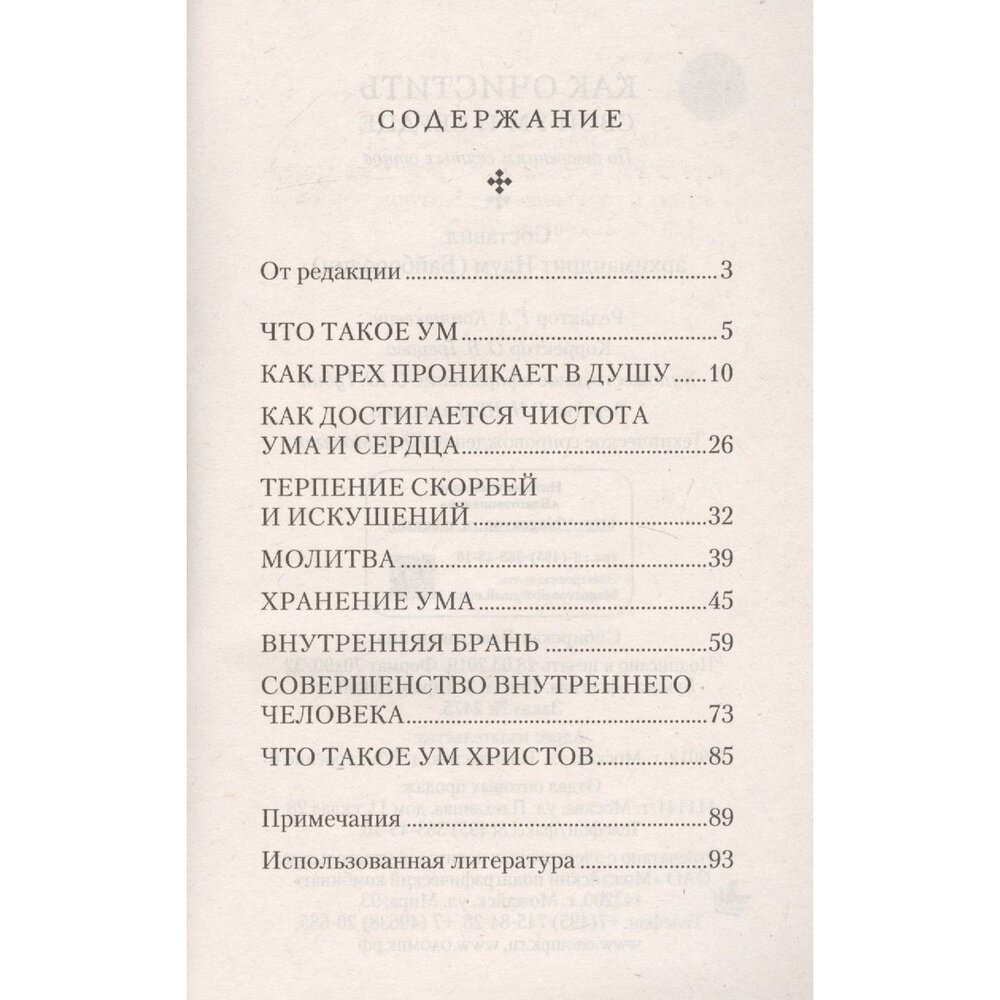 СОДЕРЖАНИЕ
От редакции 3
ЧТО ТАКОЕ УМ 5
КАК ГРЕХ ПРОНИКАЕТ В ДУШУ 10
КАК ДОСТИГАЕТСЯ ЧИСТОТА
УМА И СЕРДЦА 26
ТЕРПЕНИЕ СКОРБЕЙ
И ИСКУШЕНИЙ 32
МОЛИТВА 39
ХРАНЕНИЕ УМА 45
ВНУТРЕННЯЯ БРАНЬ 59
СОВЕРШЕНСТВО ВНУТРЕННЕГО
ЧЕЛОВЕКА 73
ЧТО ТАКОЕ УМ ХРИСТОВ 85
Примечания 89
Использованная литература 93